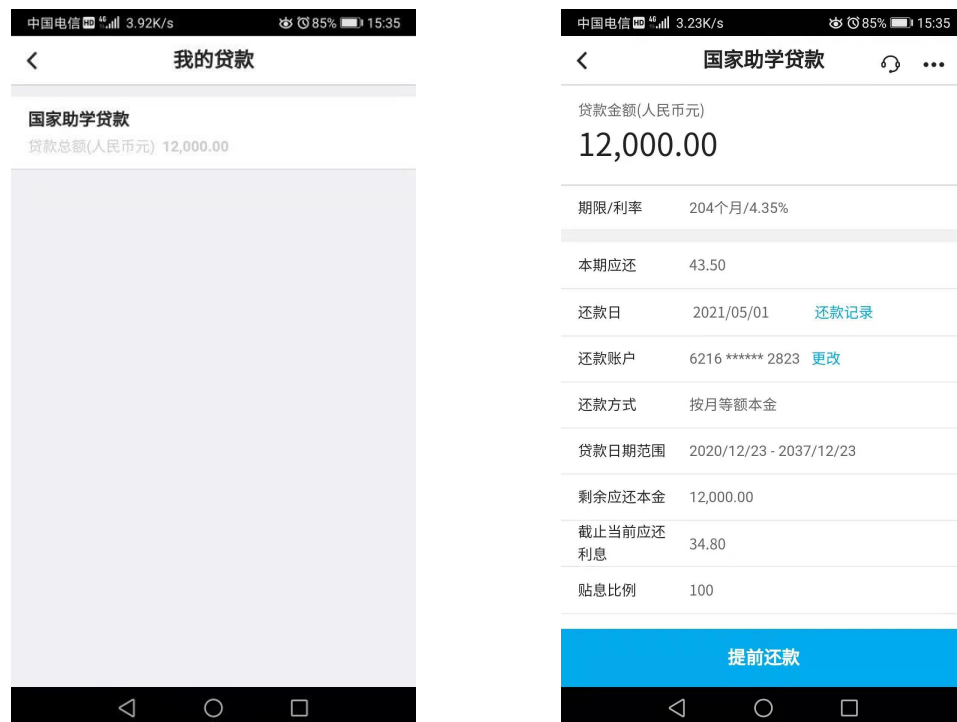 中国电信 HD 4G 3.92K/s 85% 15:35
我的贷款
国家助学贷款
贷款总额(人民币元) 12,000.00
中国电信 HD 4G 3.23K/s 85% 15:35
国家助学贷款
贷款金额(人民币元)
12,000.00
期限/利率 204个月/4.35%
本期应还 43.50
还款日 2021/05/01 还款记录
还款账户 6216 ****** 2823 更改
还款方式 按月等额本金
贷款日期范围 2020/12/23 - 2037/12/23
剩余应还本金 12,000.00
截止当前应还
利息 34.80
贴息比例 100
提前还款